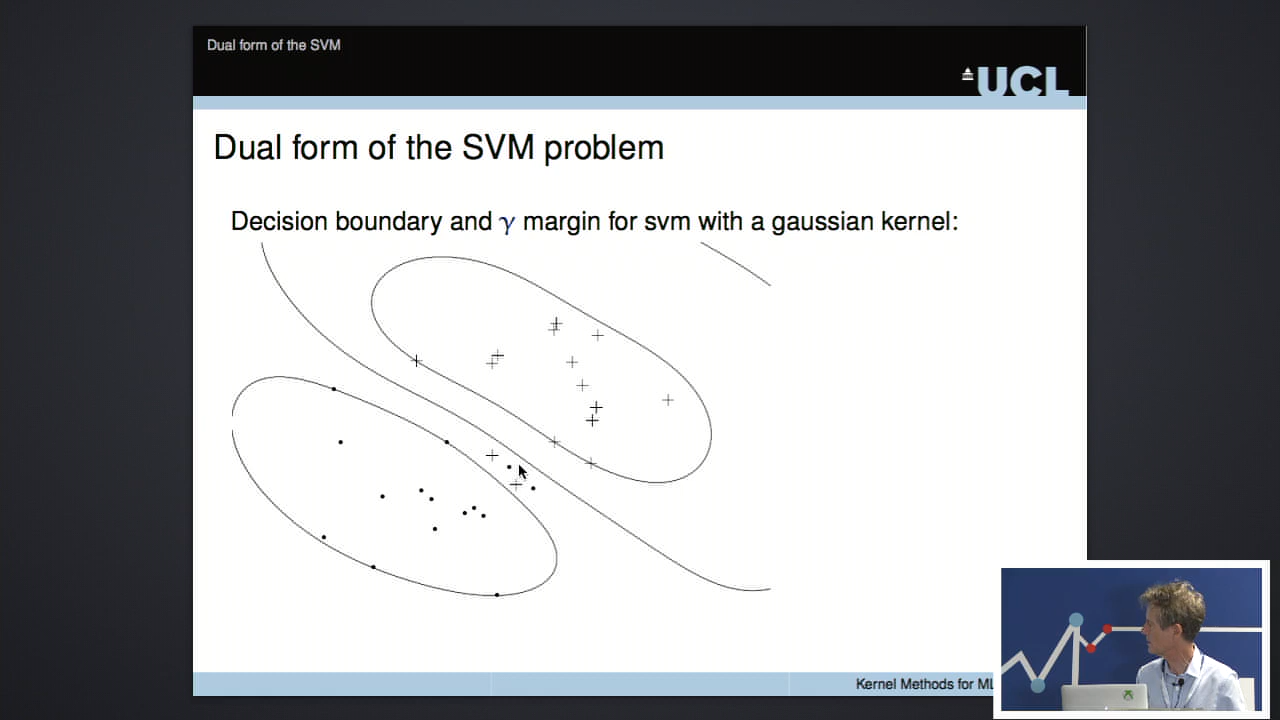 Dual form of the SVM
UCL
Dual form of the SVM problem
Decision boundary and γ margin for svm with a gaussian kernel:
Kernel Methods for ML